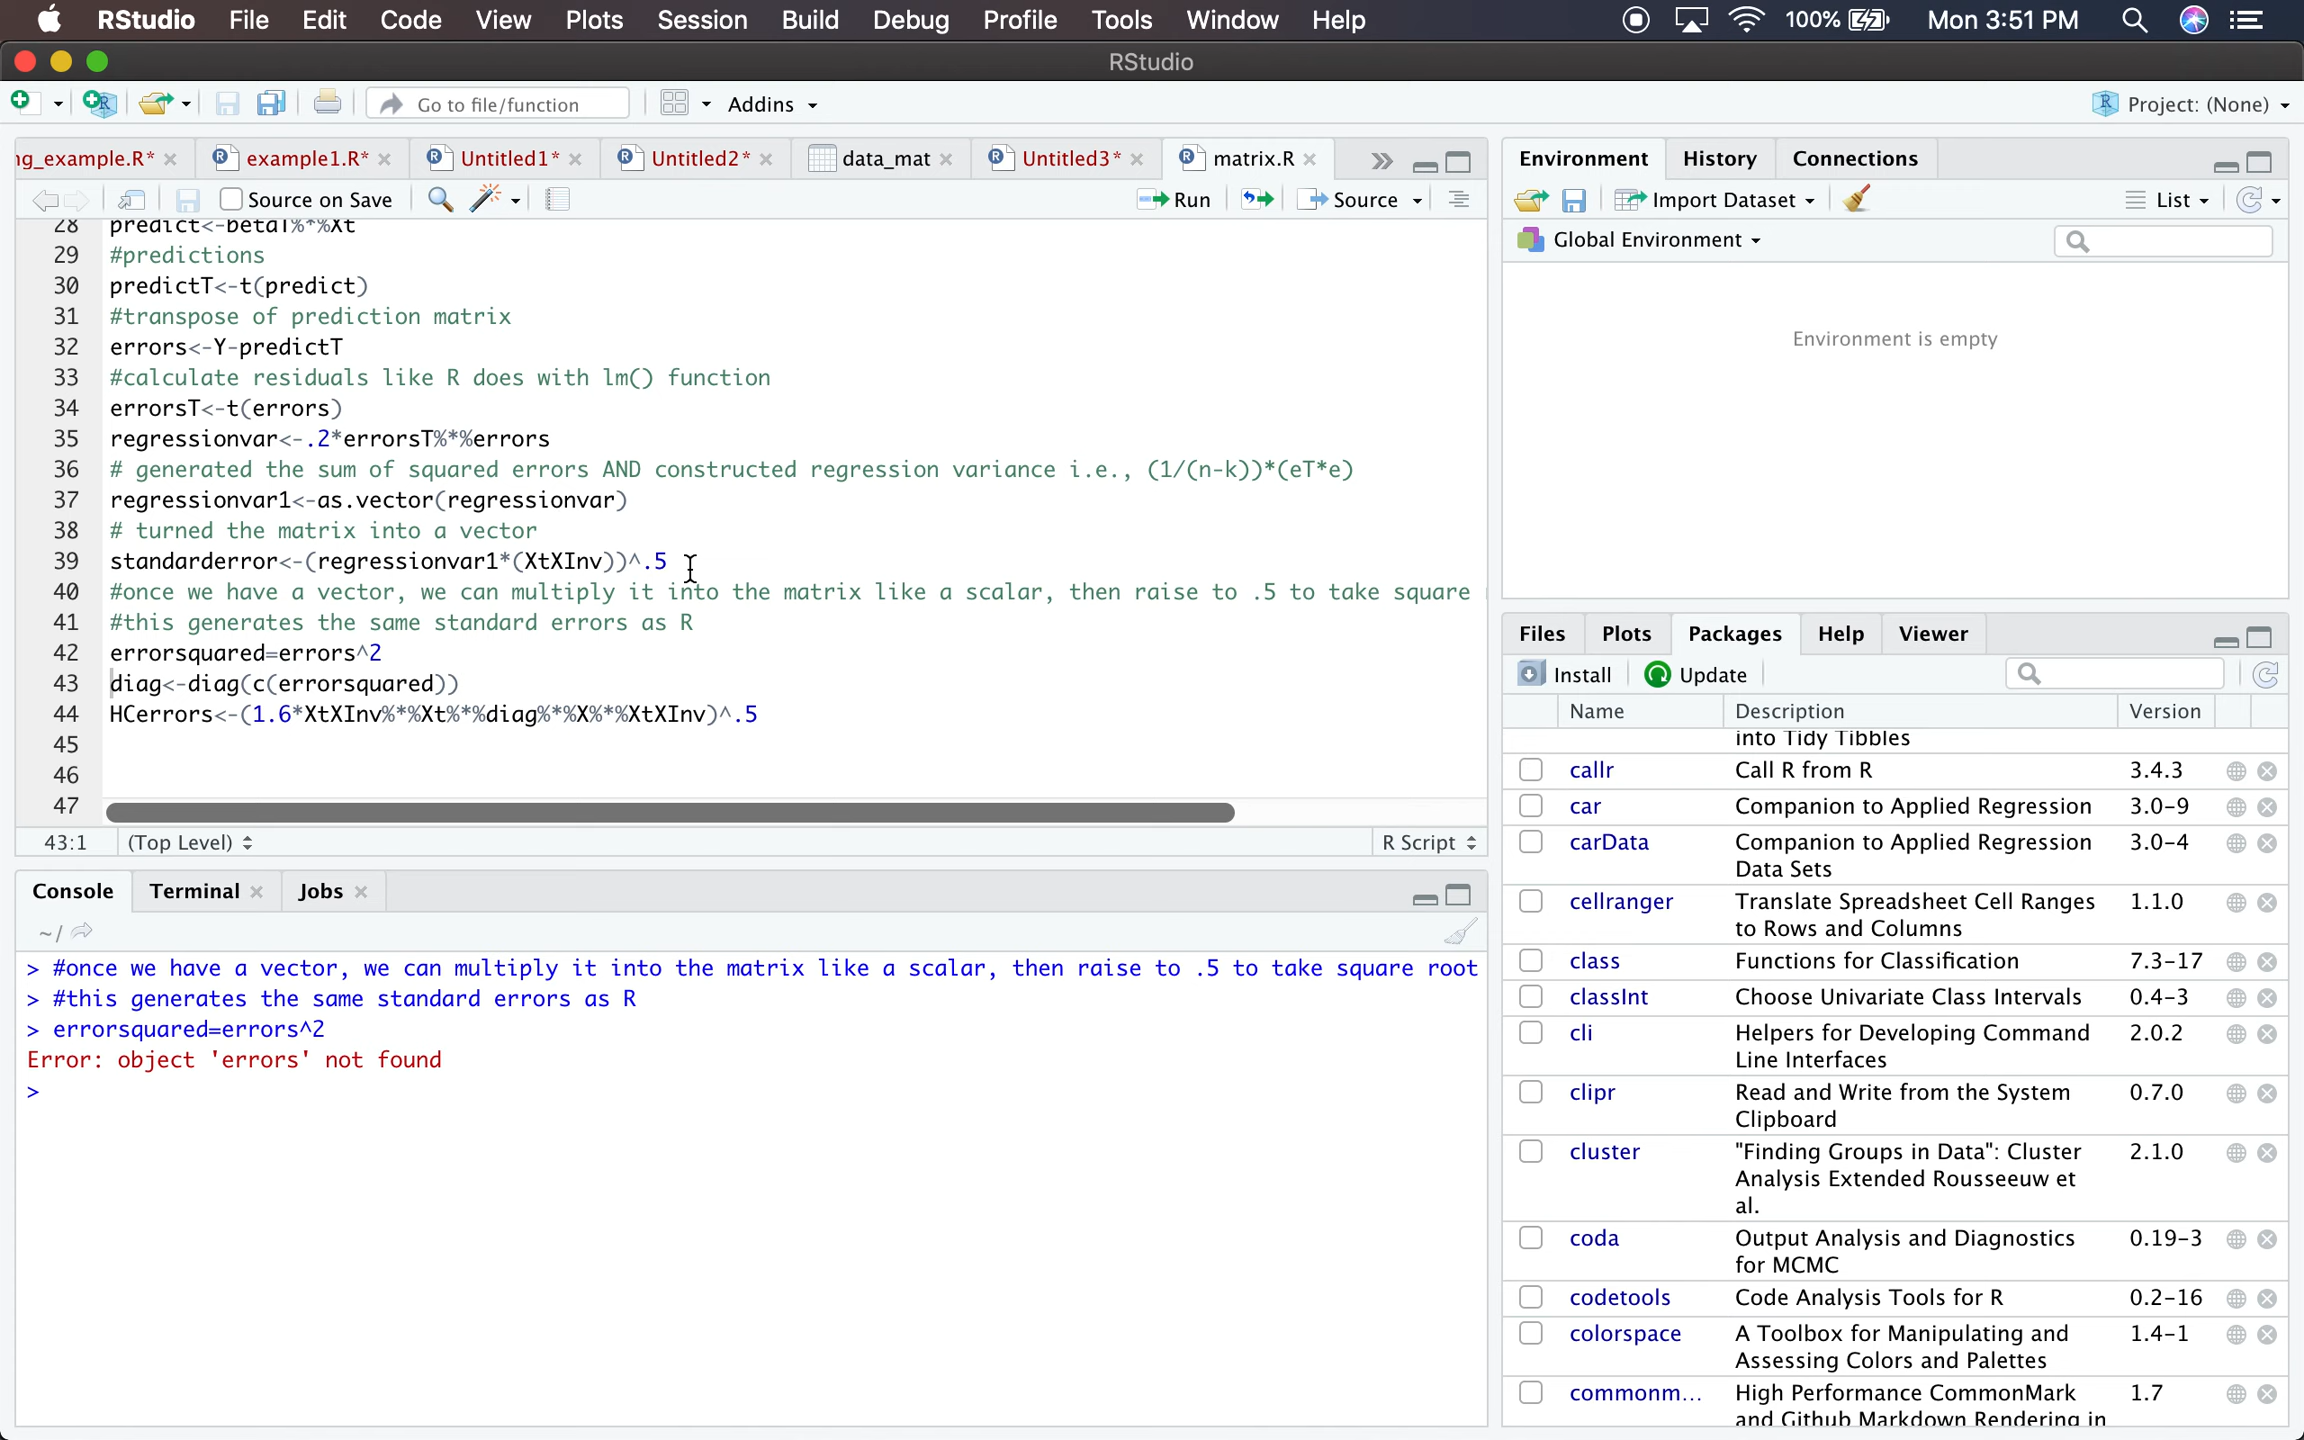 RStudio File Edit Code View Plots Session Build Debug Profile Tools Window Help 100% Mon 3:51 PM
RStudio
Go to file/function Addins Project: (None)
ng_example.R* example1.R* Untitled1* Untitled2* data_mat Untitled3* matrix.R
Source on Save Run Source
28 predict<-betaT%*%Xt
29 #predictions
30 predictT<-t(predict)
31 #transpose of prediction matrix
32 errors<-Y-predictT
33 #calculate residuals like R does with lm() function
34 errorsT<-t(errors)
35 regressionvar<-.2*errorsT%*%errors
36 # generated the sum of squared errors AND constructed regression variance i.e., (1/(n-k))*(eT*e)
37 regressionvar1<-as.vector(regressionvar)
38 # turned the matrix into a vector
39 standarderror<-(regressionvar1*(XtXInv))^.5
40 #once we have a vector, we can multiply it into the matrix like a scalar, then raise to .5 to take square
41 #this generates the same standard errors as R
42 errorsquared=errors^2
43 diag<-diag(c(errorsquared))
44 HCerrors<-(1.6*XtXInv%*%Xt%*%diag%*%X%*%XtXInv)^.5
45
46
47
43:1 (Top Level) R Script
Console Terminal Jobs
~/
> #once we have a vector, we can multiply it into the matrix like a scalar, then raise to .5 to take square root
> #this generates the same standard errors as R
> errorsquared=errors^2
Error: object 'errors' not found
>
Environment History Connections
Import Dataset List
Global Environment
Environment is empty
Files Plots Packages Help Viewer
Install Update
Name Description Version
into Tidy Tibbles
callr Call R from R 3.4.3
car Companion to Applied Regression 3.0-9
carData Companion to Applied Regression 3.0-4
Data Sets
cellranger Translate Spreadsheet Cell Ranges 1.1.0
to Rows and Columns
class Functions for Classification 7.3-17
classInt Choose Univariate Class Intervals 0.4-3
cli Helpers for Developing Command 2.0.2
Line Interfaces
clipr Read and Write from the System 0.7.0
Clipboard
cluster "Finding Groups in Data": Cluster 2.1.0
Analysis Extended Rousseeuw et
al.
coda Output Analysis and Diagnostics 0.19-3
for MCMC
codetools Code Analysis Tools for R 0.2-16
colorspace A Toolbox for Manipulating and 1.4-1
Assessing Colors and Palettes
commonm... High Performance CommonMark 1.7
and Github Markdown Rendering in